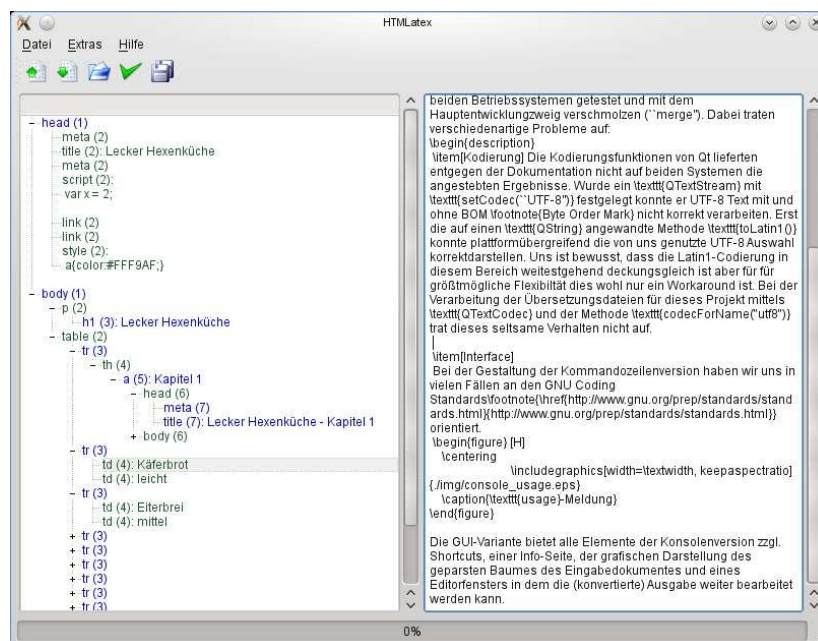 HTMLatex
Datei Extras Hilfe
- head (1)
meta (2)
title (2): Lecker Hexenküche
meta (2)
script (2):
var x = 2;
link (2)
link (2)
style (2):
a{color:#FFF9AF;}
- body (1)
- p (2)
h1 (3): Lecker Hexenküche
- table (2)
- tr (3)
- th (4)
- a (5): Kapitel 1
- head (6)
meta (7)
title (7): Lecker Hexenküche - Kapitel 1
+ body (6)
- tr (3)
td (4): Käferbrot
td (4): leicht
- tr (3)
td (4): Eiterbrei
td (4): mittel
+ tr (3)
+ tr (3)
+ tr (3)
+ tr (3)
+ tr (3)
+ tr (3)
beiden Betriebssystemen getestet und mit dem
Hauptentwicklungzweig verschmolzen (``merge''). Dabei traten
verschiedenartige Probleme auf:
\begin{description}
\item[Kodierung] Die Kodierungsfunktionen von Qt lieferten
entgegen der Dokumentation nicht auf beiden Systemen die
angestebten Ergebnisse. Wurde ein \texttt{QTextStream} mit
\texttt{setCodec(``UTF-8'')} festgelegt konnte er UTF-8 Text mit und
ohne BOM \footnote{Byte Order Mark} nicht korrekt verarbeiten. Erst
die auf einen \texttt{QString} angewandte Methode \texttt{toLatin1()}
konnte plattformübergreifend die von uns genutzte UTF-8 Auswahl
korrektdarstellen. Uns ist bewusst, dass die Latin1-Codierung in
diesem Bereich weitestgehend deckungsgleich ist aber für für
größtmögliche Flexibiltät dies wohl nur ein Workaround ist. Bei der
Verarbeitung der Übersetzungsdateien für dieses Projekt mittels
\texttt{QTextCodec} und der Methode \texttt{codecForName("utf8")}
trat dieses seltsame Verhalten nicht auf.
\item[Interface]
Bei der Gestaltung der Kommandozeilenversion haben wir uns in
vielen Fällen an den GNU Coding
Standards\footnote{\href{http://www.gnu.org/prep/standards/stand
ards.html}{http://www.gnu.org/prep/standards/standards.html}}
orientiert.
\begin{figure} [H]
\centering
\includegraphics[width=\textwidth, keepaspectratio]
{./img/console_usage.eps}
\caption{\texttt{usage}-Meldung}
\end{figure}
Die GUI-Variante bietet alle Elemente der Konsolenversion zzgl.
Shortcuts, einer Info-Seite, der grafischen Darstellung des
geparsten Baumes des Eingabedokumentes und eines
Editorfensters in dem die (konvertierte) Ausgabe weiter bearbeitet
werden kann.
0%